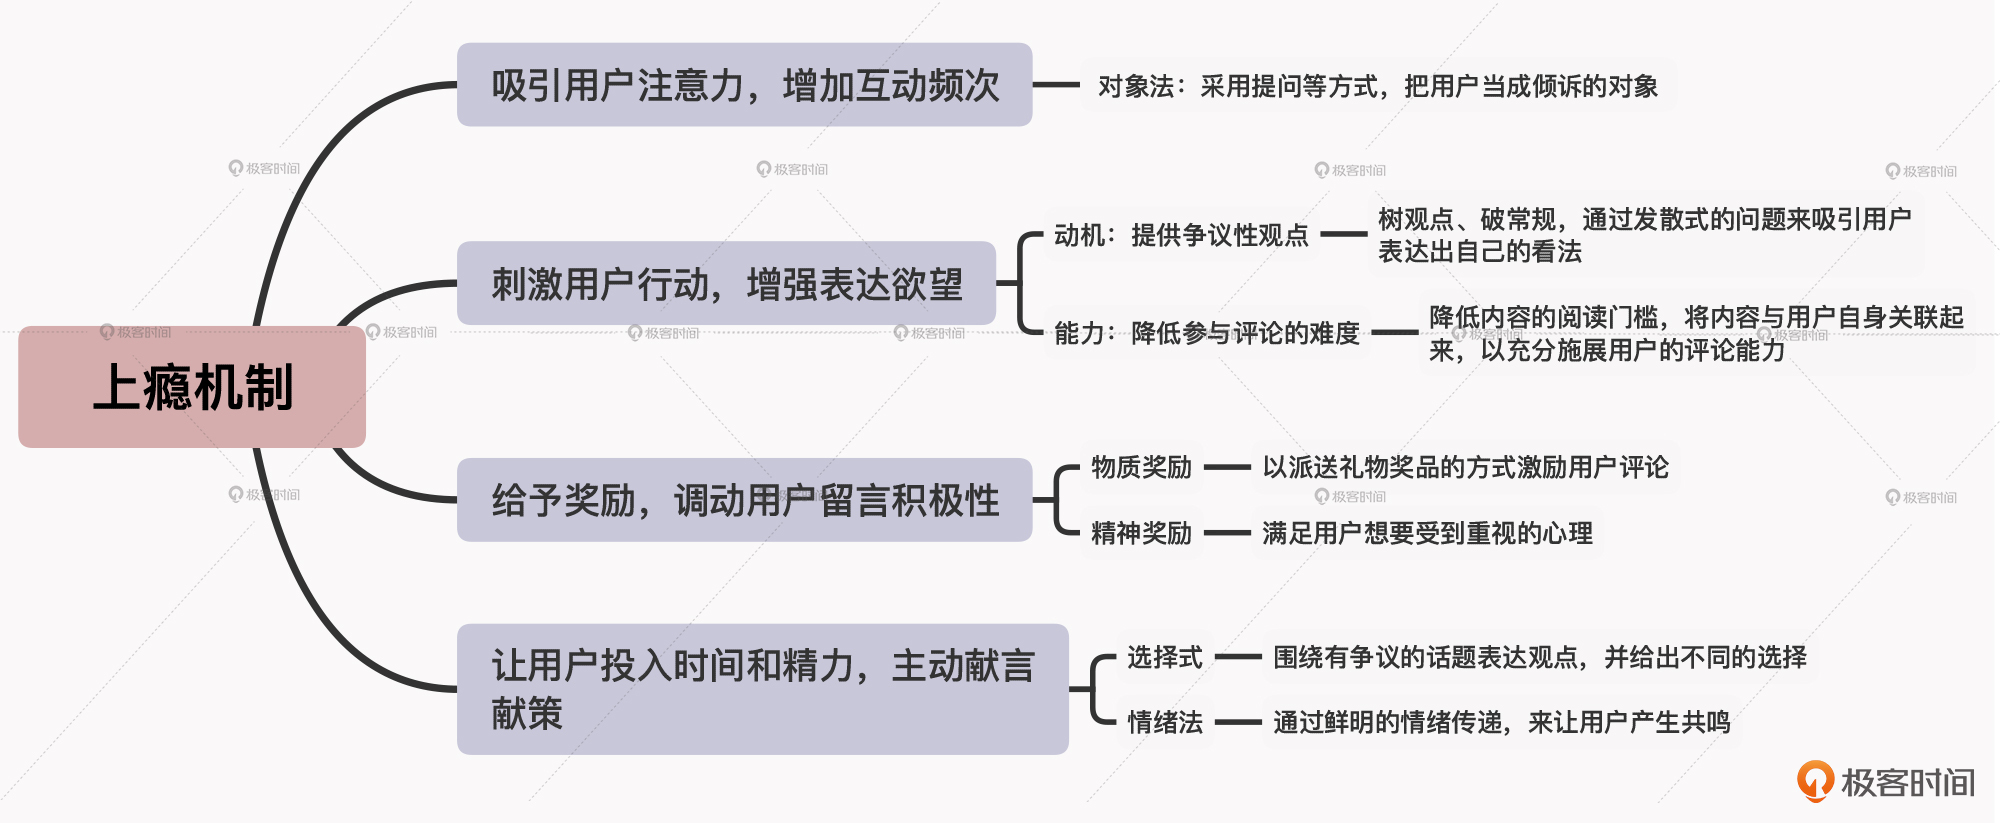 上瘾机制
吸引用户注意力，增加互动频次
对象法：采用提问等方式，把用户当成倾诉的对象
刺激用户行动，增强表达欲望
动机：提供争议性观点
树观点、破常规，通过发散式的问题来吸引用户
表达出自己的看法
能力：降低参与评论的难度
降低内容的阅读门槛，将内容与用户自身关联起
来，以充分施展用户的评论能力
给予奖励，调动用户留言积极性
物质奖励
以派送礼物奖品的方式激励用户评论
精神奖励
满足用户想要受到重视的心理
让用户投入时间和精力，主动献言
献策
选择式
围绕有争议的话题表达观点，并给出不同的选择
情绪法
通过鲜明的情绪传递，来让用户产生共鸣
极客时间